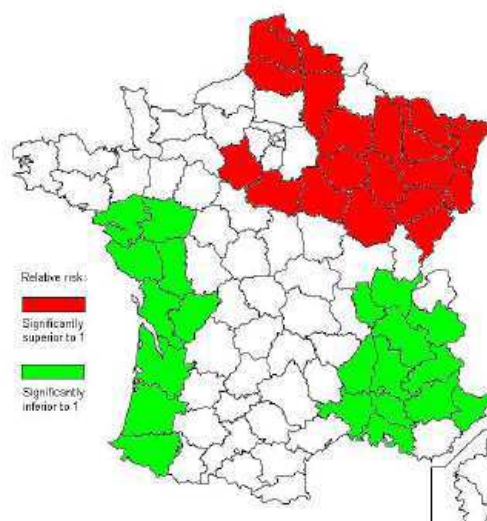 Relative risk:
Significantly
superior to 1
Significantly
inferior to 1